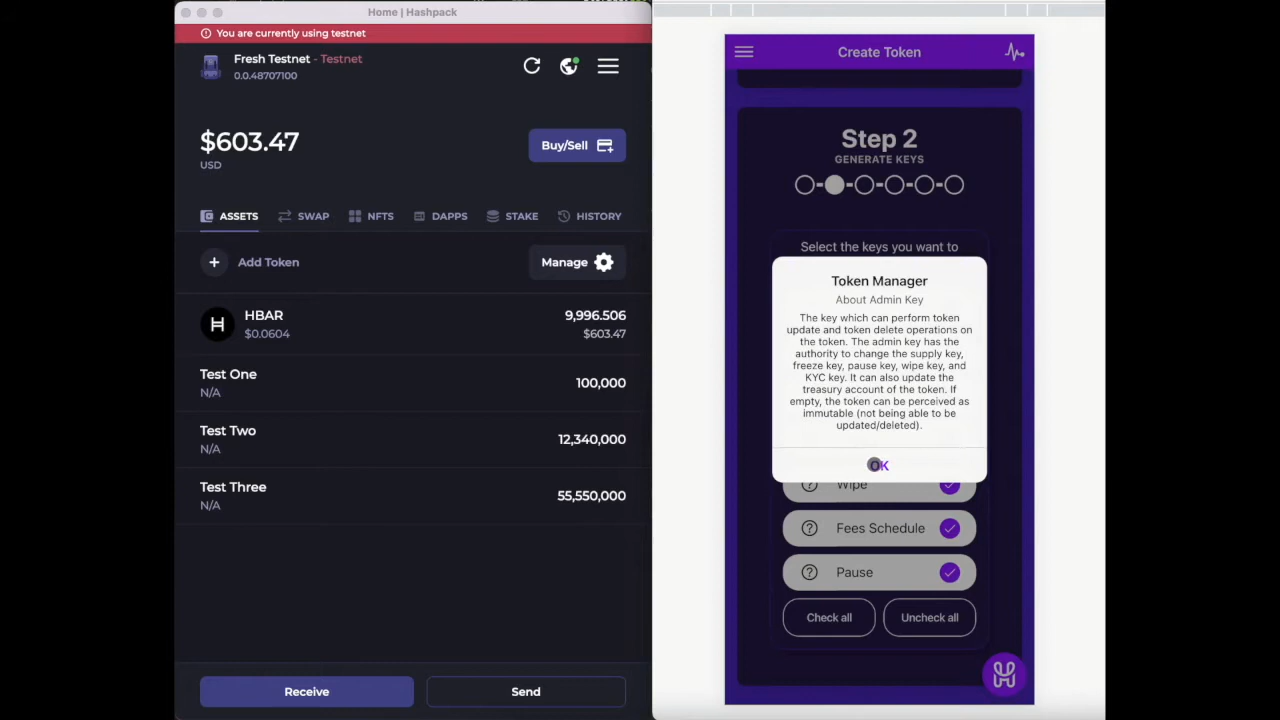 Home | Hashpack
You are currently using testnet
Fresh Testnet - Testnet
0.0.48707100
$603.47
USD
Buy/Sell
ASSETS
SWAP
NFTS
DAPPS
STAKE
HISTORY
Add Token
Manage
HBAR
9,996.506
$0.0604
$603.47
Test One
N/A
100,000
Test Two
N/A
12,340,000
Test Three
N/A
55,550,000
Receive
Send
Create Token
Step 2
GENERATE KEYS
Select the keys you want to
Token Manager
About Admin Key
The key which can perform token
update and token delete operations on
the token. The admin key has the
authority to change the supply key,
freeze key, pause key, wipe key, and
KYC key. It can also update the
treasury account of the token. If
empty, the token can be perceived as
immutable (not being able to be
updated/deleted).
OK
Wipe
Fees Schedule
Pause
Check all
Uncheck all